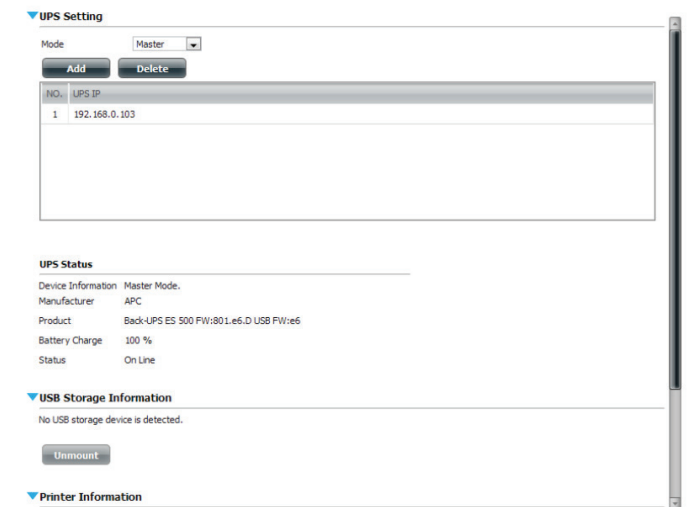 UPS Setting
Mode Master
Add Delete
NO. UPS IP
1 192.168.0.103
UPS Status
Device Information Master Mode.
Manufacturer APC
Product Back-UPS ES 500 FW:801.e6.D USB FW:e6
Battery Charge 100 %
Status On Line
USB Storage Information
No USB storage device is detected.
Unmount
Printer Information